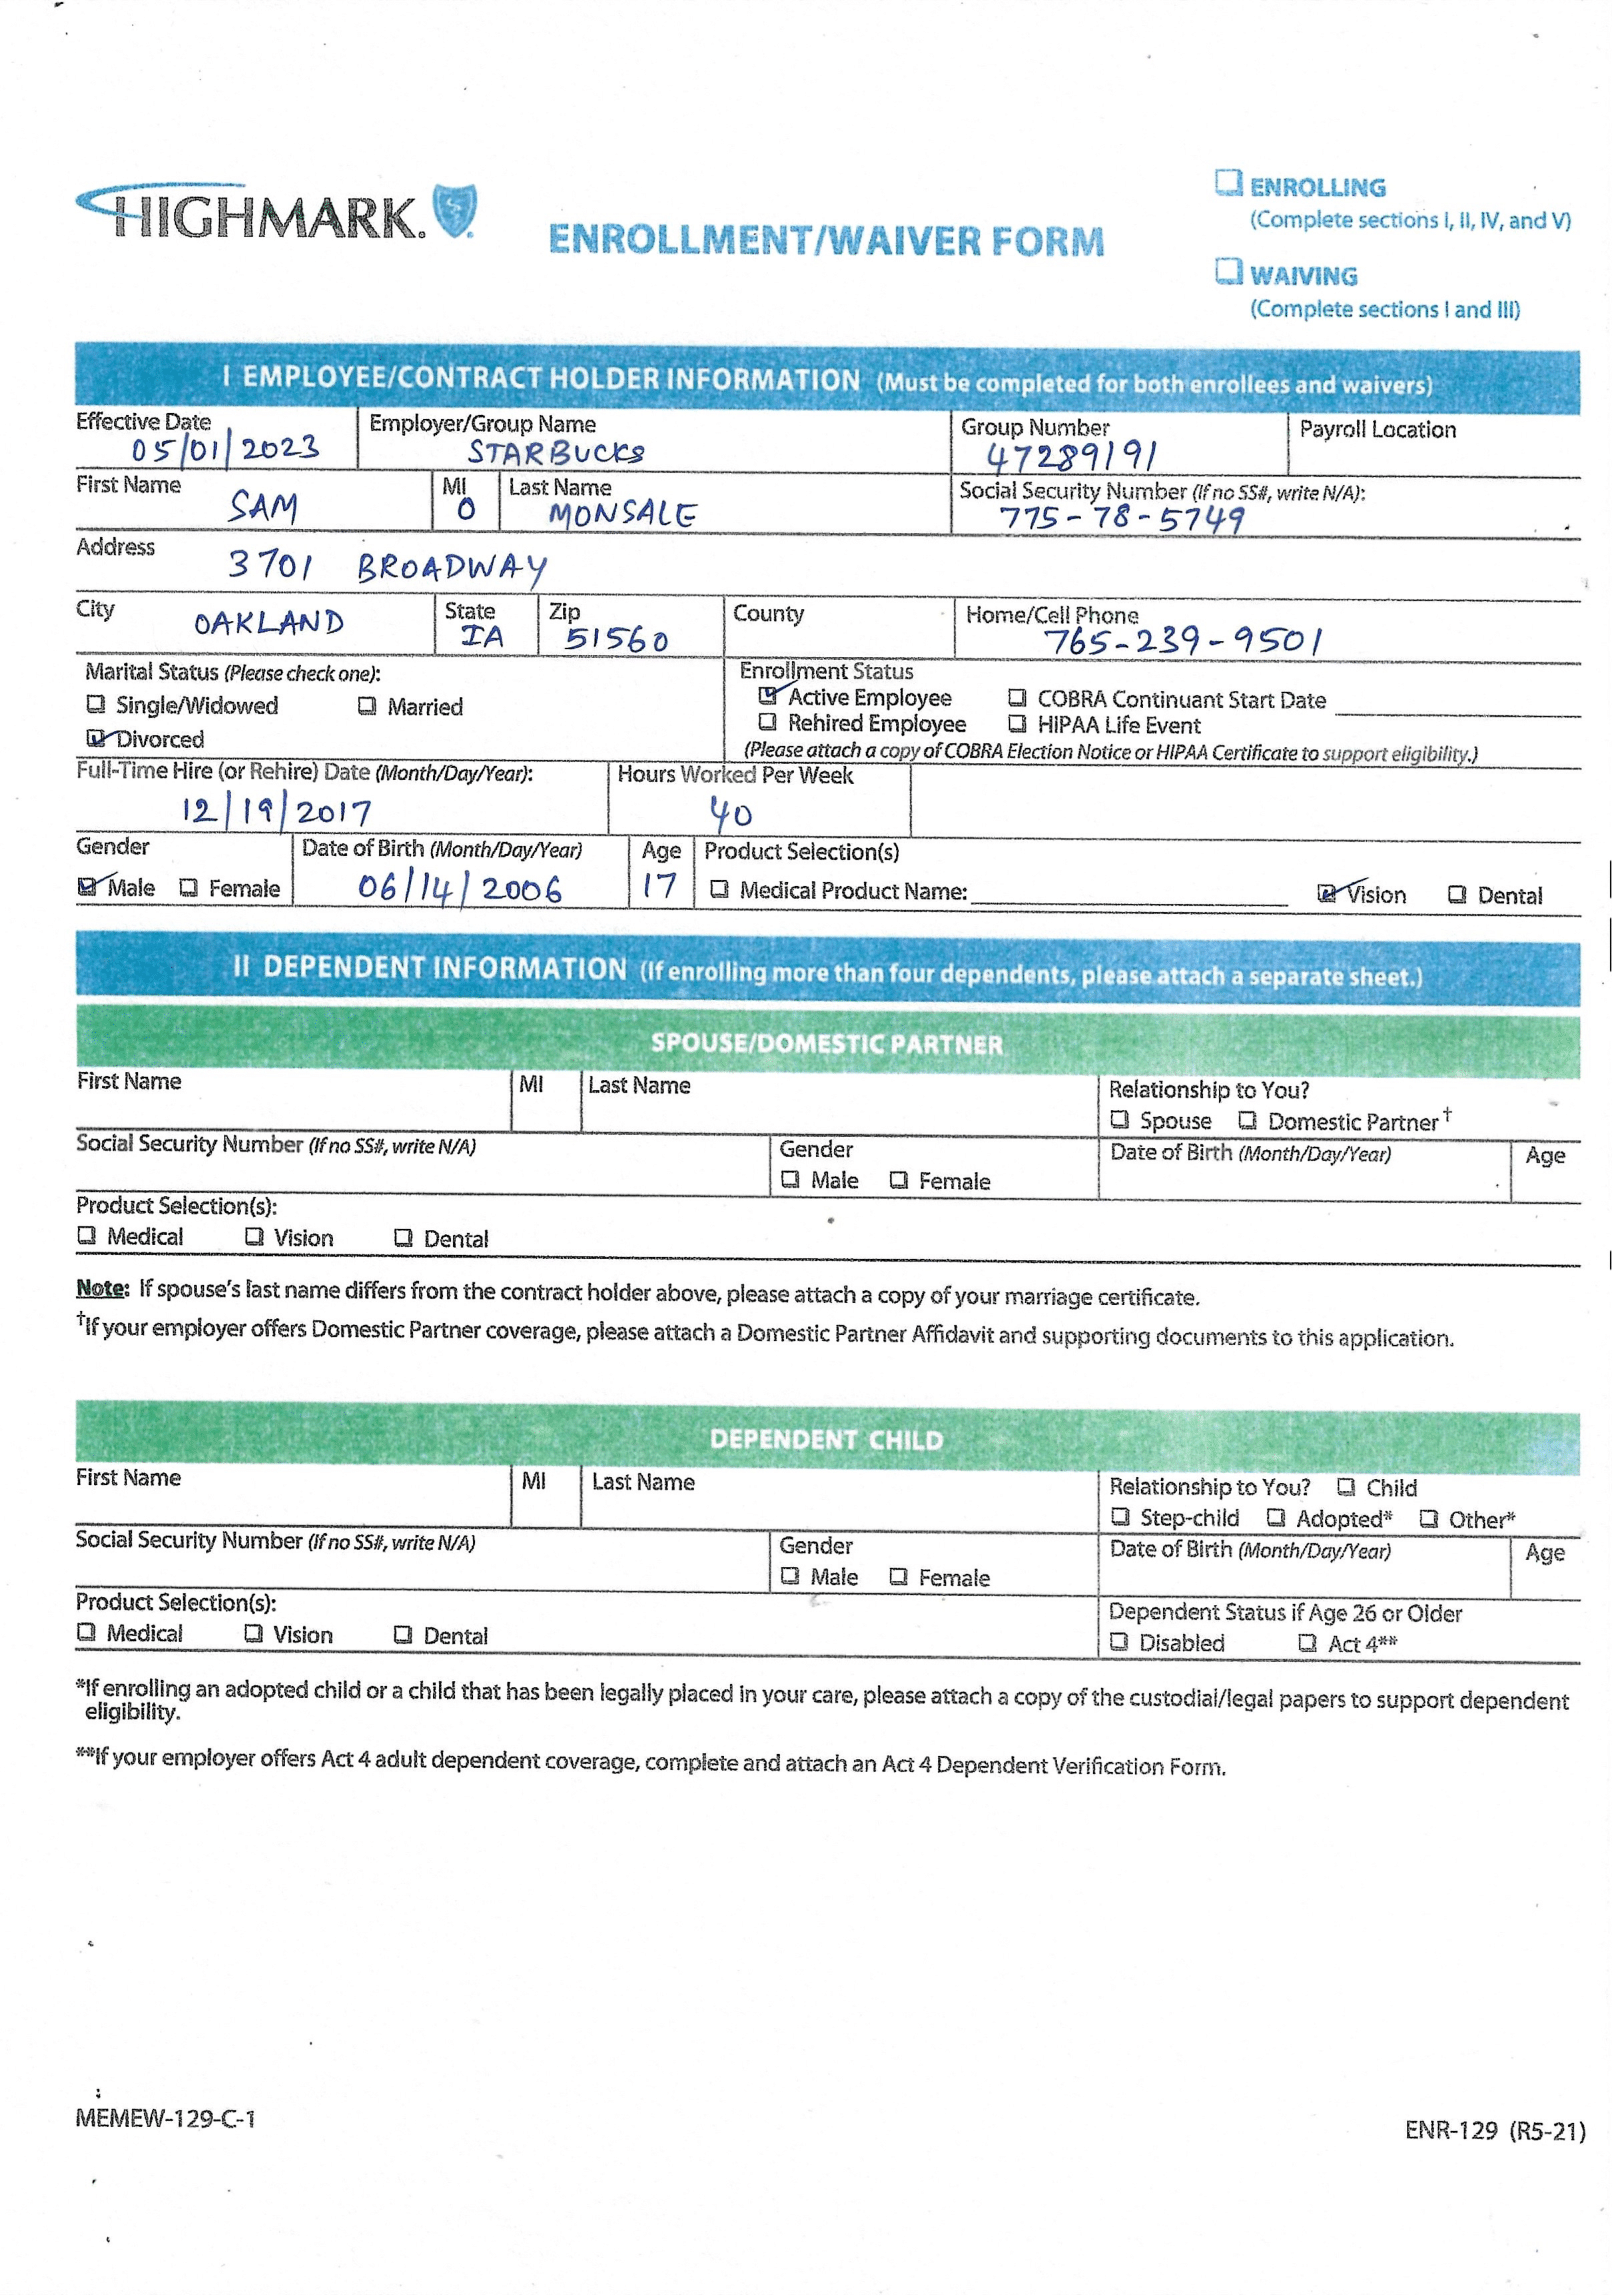 HIGHMARK.
ENROLLMENT/WAIVER FORM
☐ ENROLLING
(Complete sections I, II, IV, and V)
☐ WAIVING
(Complete sections I and III)
I EMPLOYEE/CONTRACT HOLDER INFORMATION (Must be completed for both enrollees and waivers)
Effective Date Employer/Group Name Group Number Payroll Location
05/01/2023 STARBUCKS 47289191
First Name MI Last Name Social Security Number (If no SS#, write N/A):
SAM O MONSALE 775-78-5749
Address
3701 BROADWAY
City State Zip County Home/Cell Phone
OAKLAND IA 51560 765-239-9501
Marital Status (Please check one): Enrollment Status
☐ Single/Widowed ☐ Married ☑ Active Employee ☐ COBRA Continuant Start Date
☐ Rehired Employee ☐ HIPAA Life Event
☑ Divorced (Please attach a copy of COBRA Election Notice or HIPAA Certificate to support eligibility.)
Full-Time Hire (or Rehire) Date (Month/Day/Year): Hours Worked Per Week
12/19/2017 40
Gender Date of Birth (Month/Day/Year) Age Product Selection(s)
☑ Male ☐ Female 06/14/2006 17 ☐ Medical Product Name: ☑ Vision ☐ Dental
II DEPENDENT INFORMATION (If enrolling more than four dependents, please attach a separate sheet.)
SPOUSE/DOMESTIC PARTNER
First Name MI Last Name Relationship to You?
☐ Spouse ☐ Domestic Partner†
Social Security Number (If no SS#, write N/A) Gender Date of Birth (Month/Day/Year) Age
☐ Male ☐ Female
Product Selection(s):
☐ Medical ☐ Vision ☐ Dental
Note: If spouse's last name differs from the contract holder above, please attach a copy of your marriage certificate.
†If your employer offers Domestic Partner coverage, please attach a Domestic Partner Affidavit and supporting documents to this application.
DEPENDENT CHILD
First Name MI Last Name Relationship to You? ☐ Child
☐ Step-child ☐ Adopted* ☐ Other*
Social Security Number (If no SS#, write N/A) Gender Date of Birth (Month/Day/Year) Age
☐ Male ☐ Female
Product Selection(s): Dependent Status if Age 26 or Older
☐ Medical ☐ Vision ☐ Dental ☐ Disabled ☐ Act 4**
*If enrolling an adopted child or a child that has been legally placed in your care, please attach a copy of the custodial/legal papers to support dependent
eligibility.
**If your employer offers Act 4 adult dependent coverage, complete and attach an Act 4 Dependent Verification Form.
MEMEW-129-C-1
ENR-129 (R5-21)